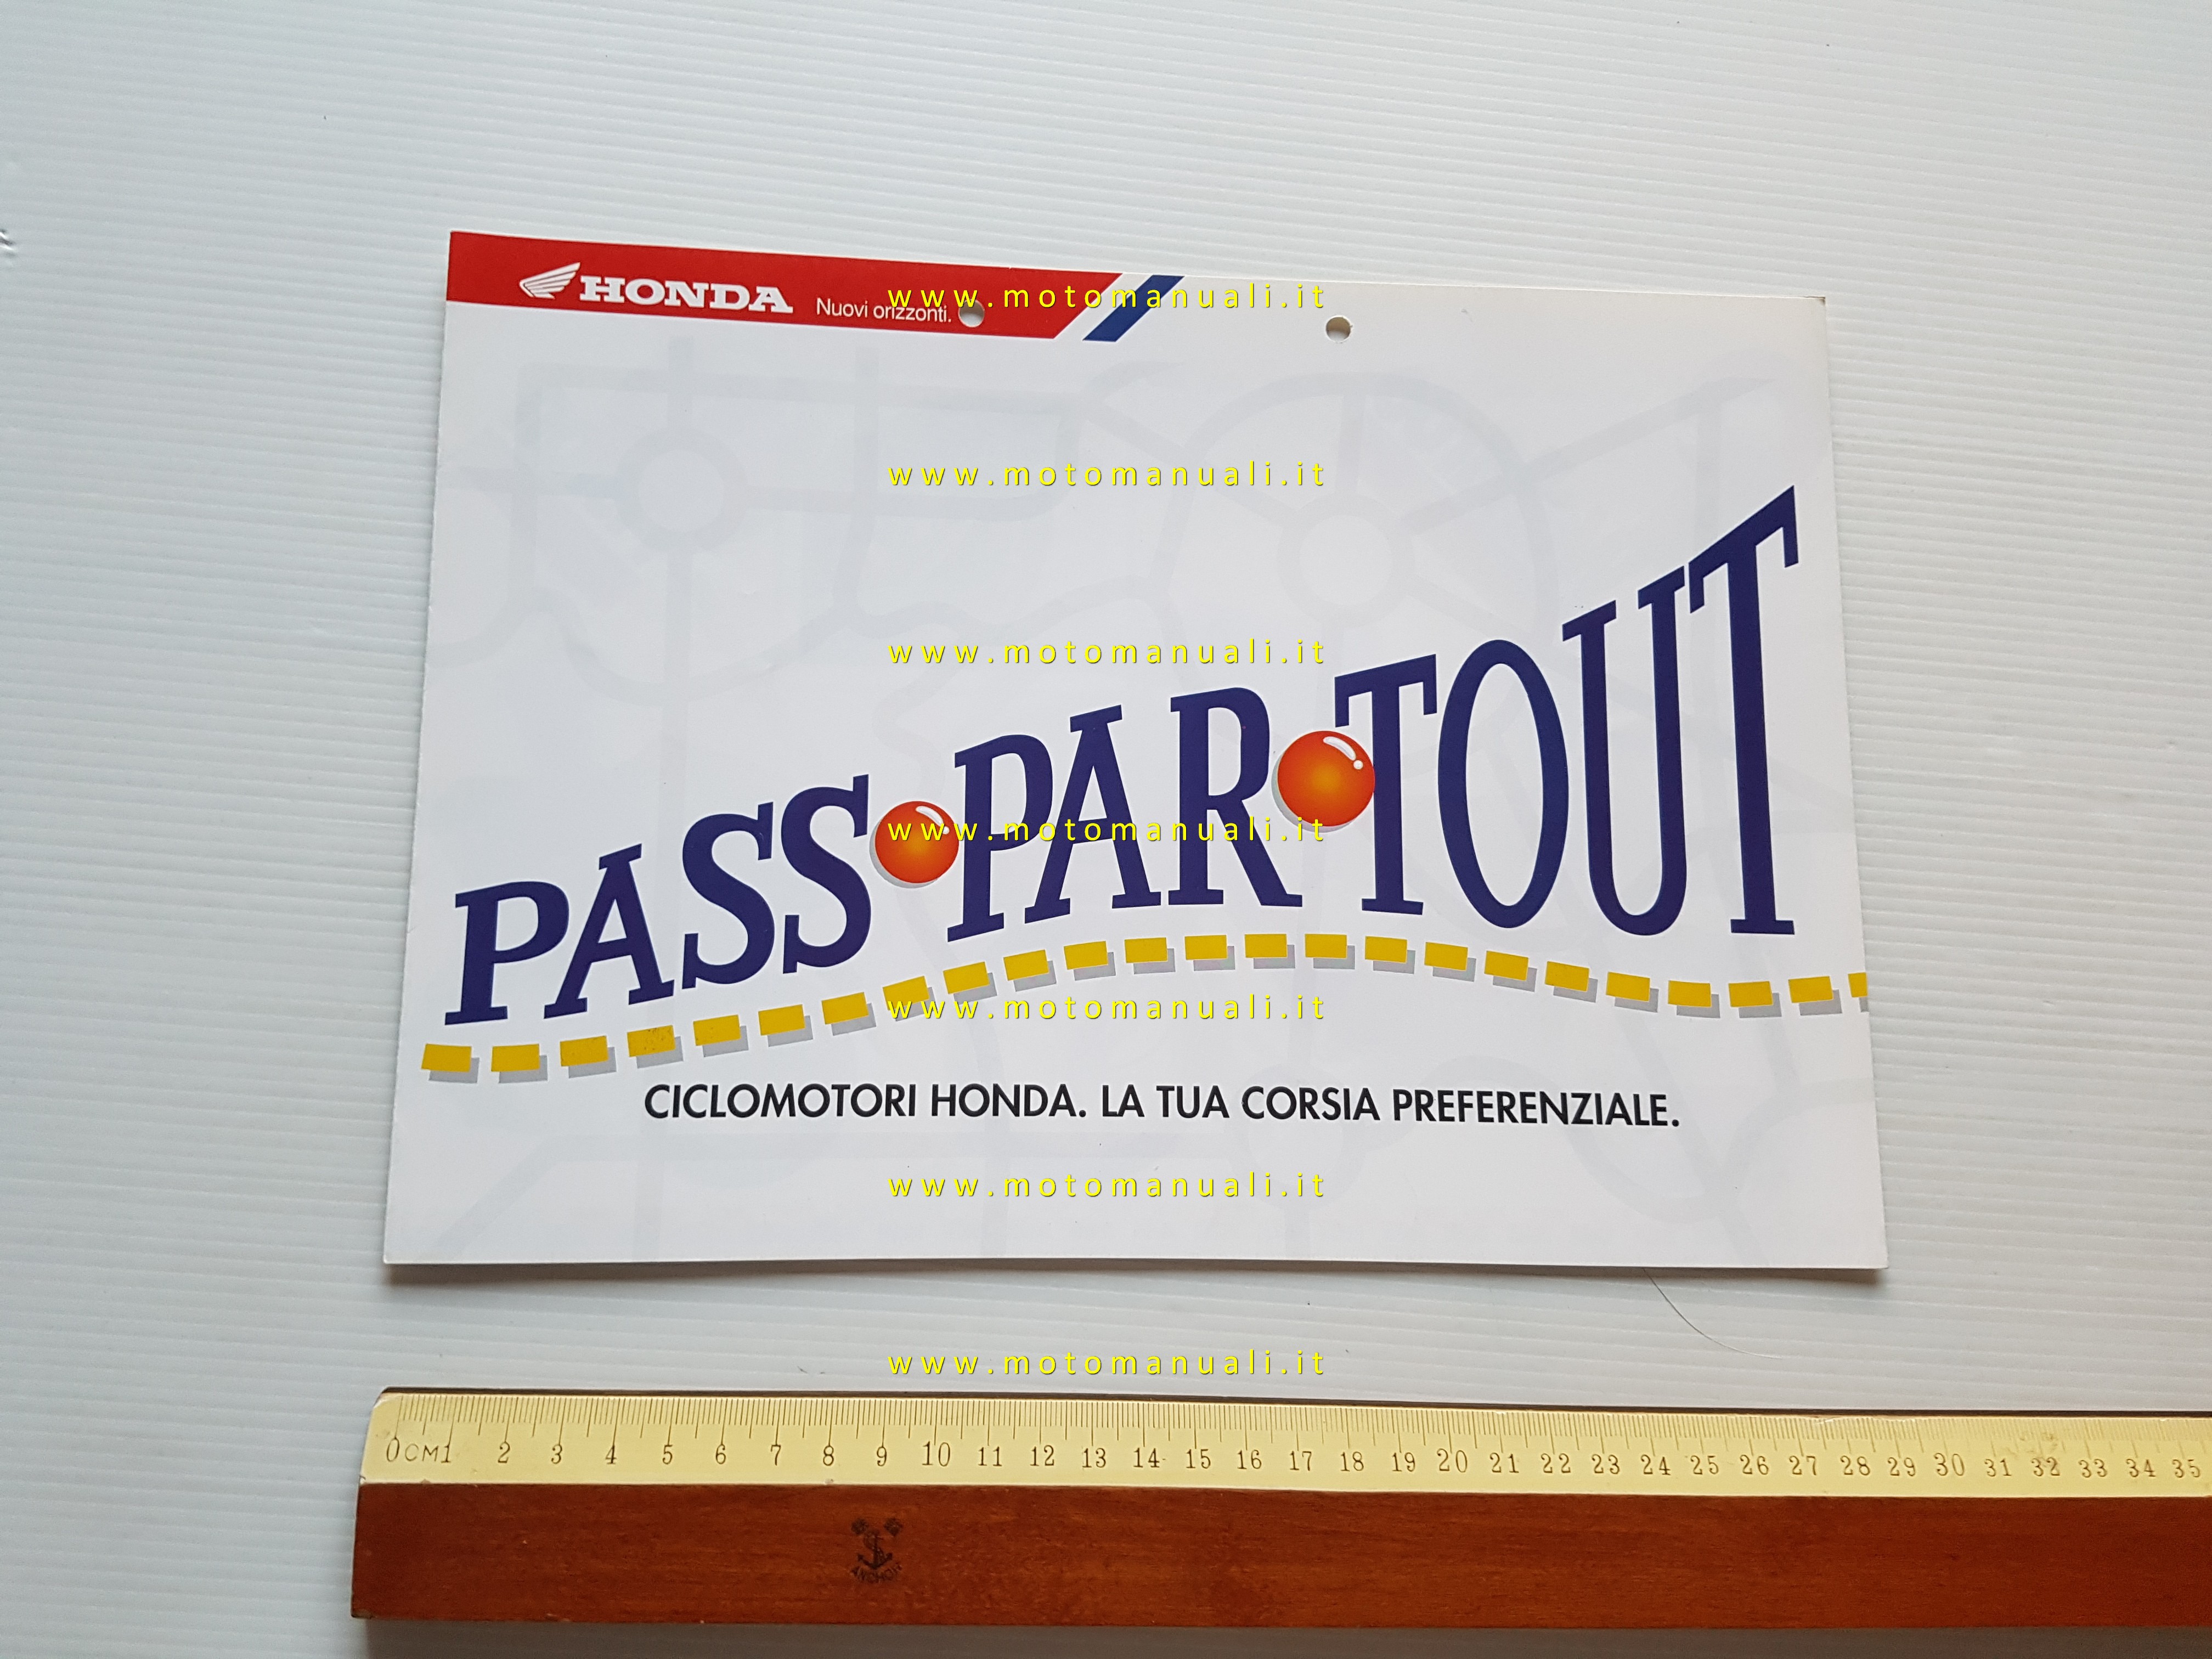 HONDA Nuovi orizzonti.
www.motomanuali.it
www.motomanuali.it
www.motomanuali.it
PASS•PAR•TOUT
www.motomanuali.it
www.motomanuali.it
CICLOMOTORI HONDA. LA TUA CORSIA PREFERENZIALE.
www.motomanuali.it
www.motomanuali.it
0CM1 2 3 4 5 6 7 8 9 10 11 12 13 14 15 16 17 18 19 20 21 22 23 24 25 26 27 28 29 30 31 32 33 34 35
ANCHOR